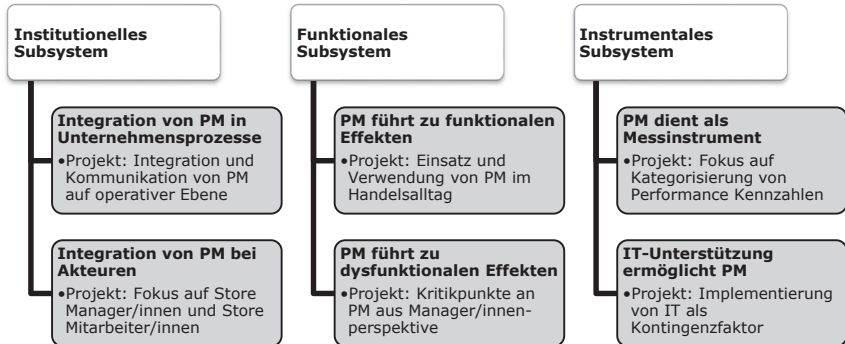 Institutionelles
Subsystem
Integration von PM in
Unternehmensprozesse
•Projekt: Integration und
Kommunikation von PM
auf operativer Ebene
Integration von PM bei
Akteuren
•Projekt: Fokus auf Store
Manager/innen und Store
Mitarbeiter/innen
Funktionales
Subsystem
PM führt zu funktionalen
Effekten
•Projekt: Einsatz und
Verwendung von PM im
Handelsalltag
PM führt zu
dysfunktionalen Effekten
•Projekt: Kritikpunkte an
PM aus Manager/innen-
perspektive
Instrumentales
Subsystem
PM dient als
Messinstrument
•Projekt: Fokus auf
Kategorisierung von
Performance Kennzahlen
IT-Unterstützung
ermöglicht PM
•Projekt: Implementierung
von IT als
Kontingenzfaktor